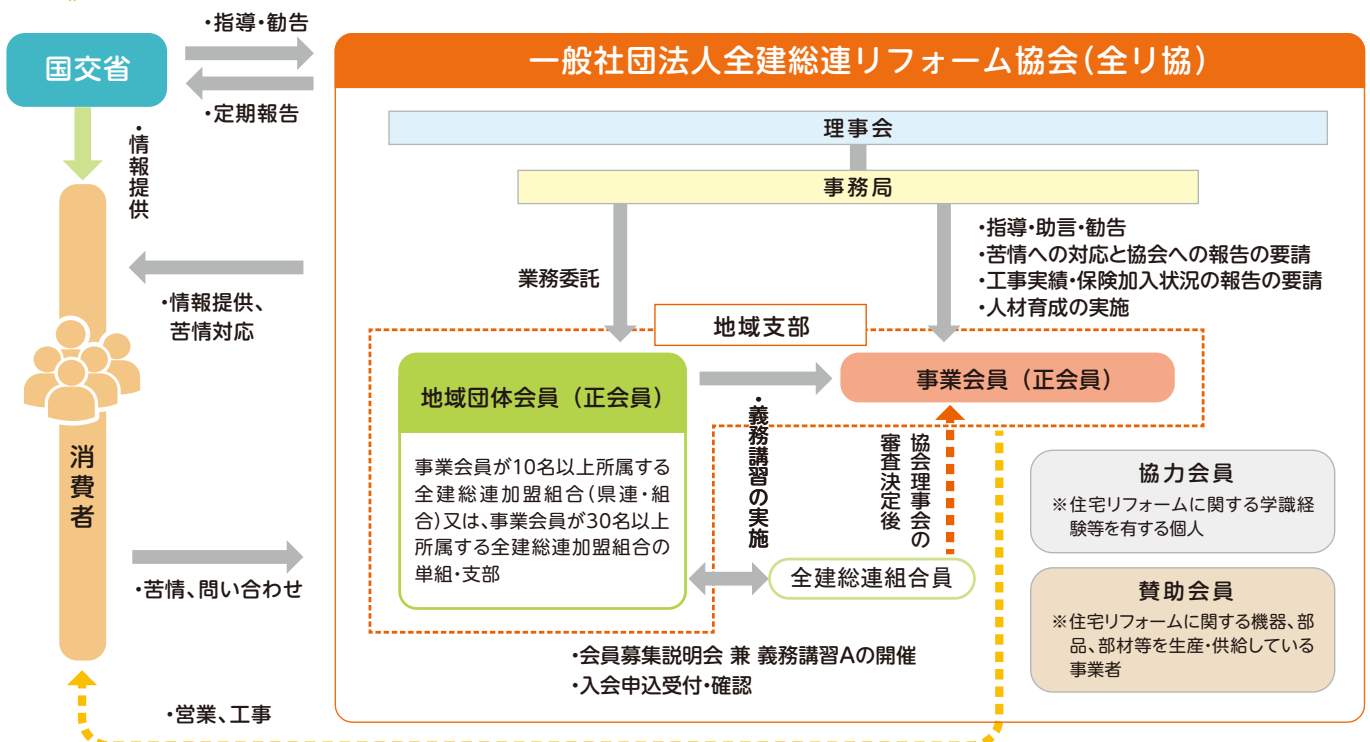 ・指導・勧告
国交省
・定期報告
・情報提供
・情報提供、
苦情対応
消費者
・苦情、問い合わせ
・営業、工事
一般社団法人全建総連リフォーム協会(全リ協)
理事会
事務局
業務委託
・指導・助言・勧告
・苦情への対応と協会への報告の要請
・工事実績・保険加入状況の報告の要請
・人材育成の実施
地域支部
地域団体会員（正会員）
事業会員が10名以上所属する
全建総連加盟組合(県連・組
合)又は、事業会員が30名以上
所属する全建総連加盟組合の
単組・支部
事業会員（正会員）
・義務講習の実施
協会理事会の
審査決定後
全建総連組合員
・会員募集説明会 兼 義務講習Aの開催
・入会申込受付・確認
協力会員
※住宅リフォームに関する学識経
験等を有する個人
賛助会員
※住宅リフォームに関する機器、部
品、部材等を生産・供給している
事業者